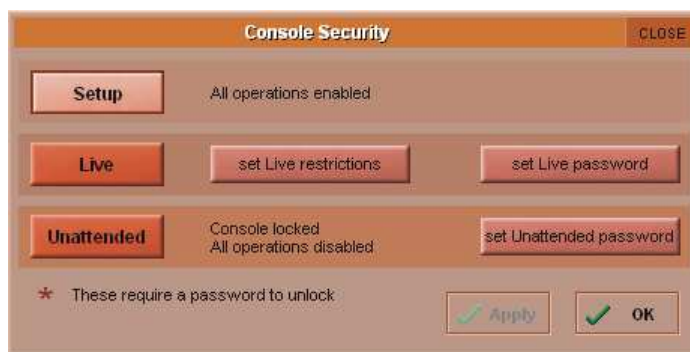 Console Security
CLOSE
Setup
All operations enabled
Live
set Live restrictions
set Live password
Unattended
Console locked
All operations disabled
set Unattended password
* These require a password to unlock
Apply
OK